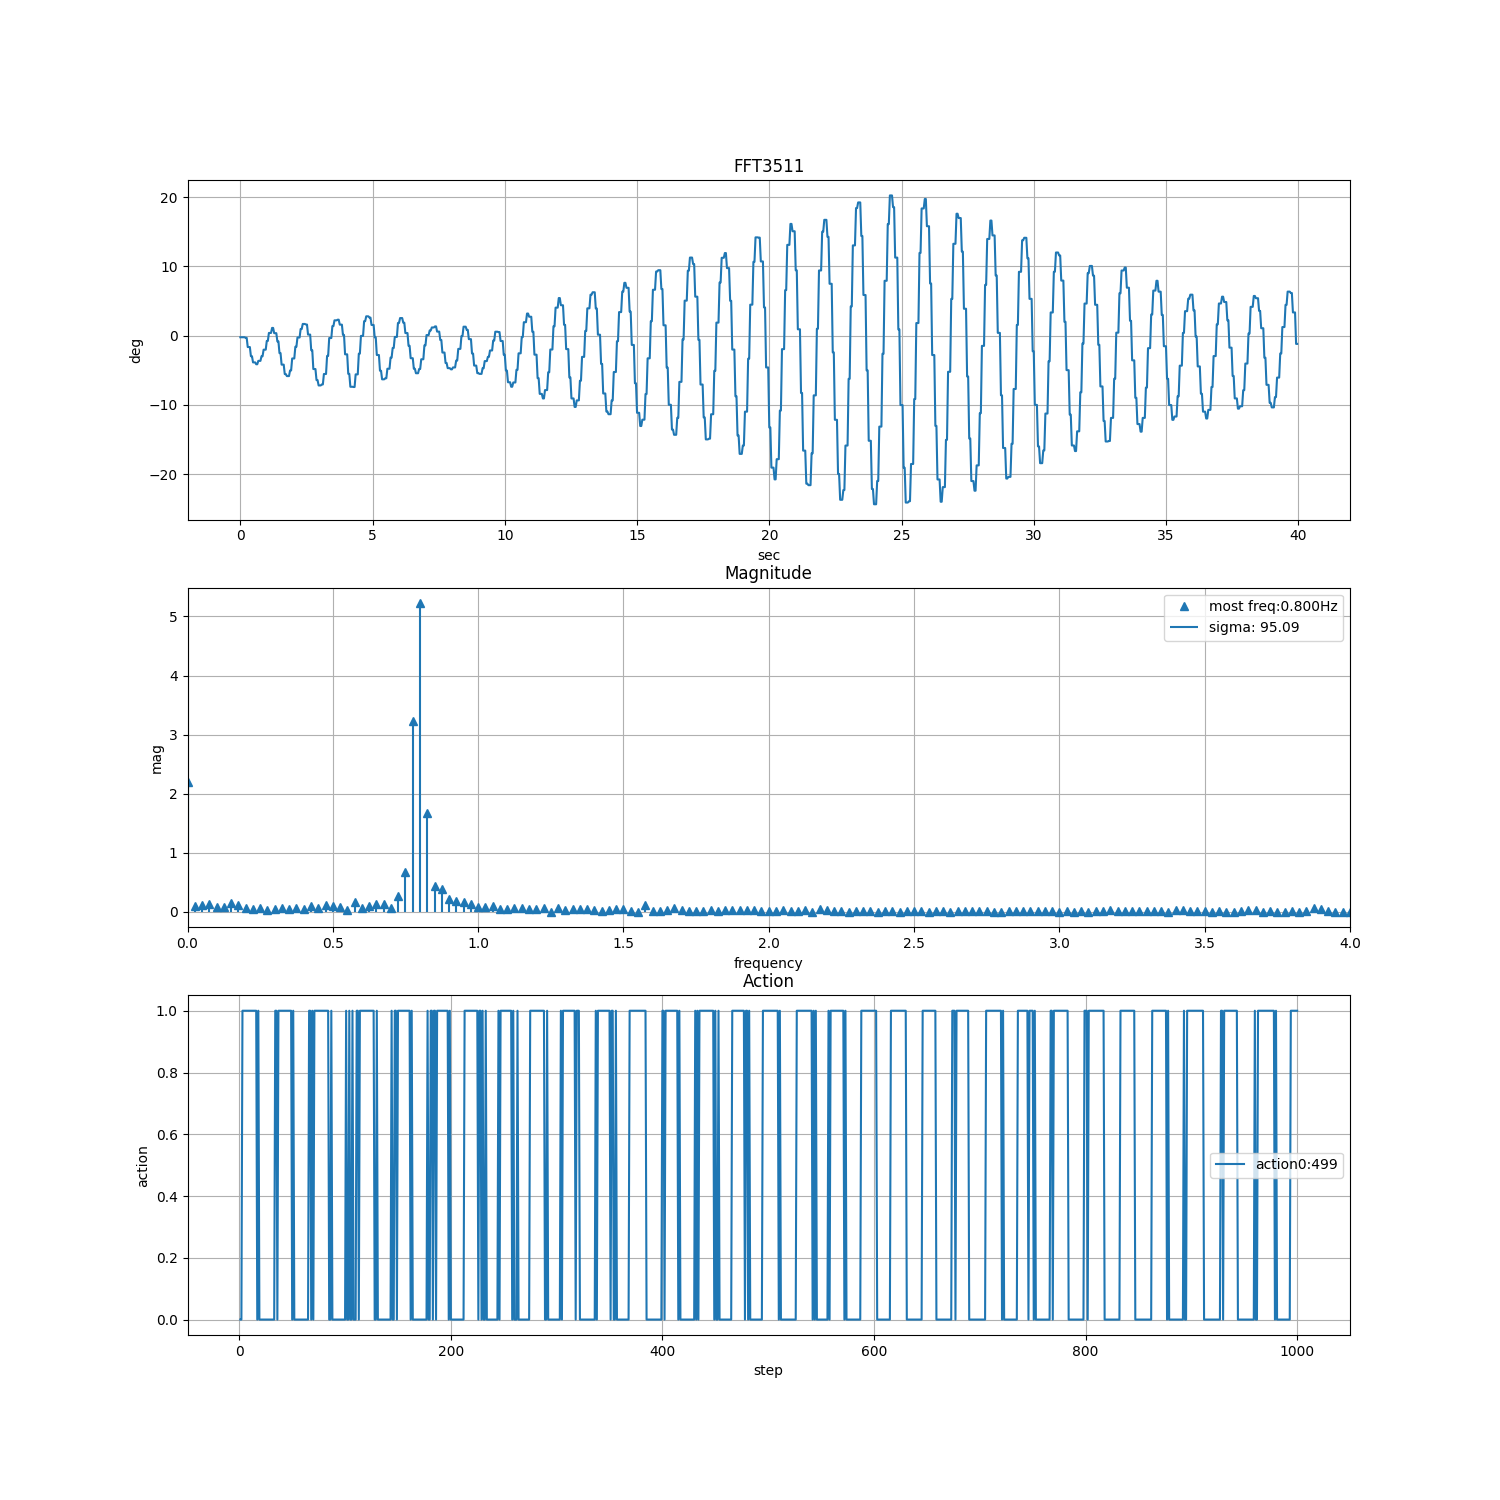 FFT3511
20
10
0
−10
−20
deg
0 5 10 15 20 25 30 35 40
sec
Magnitude
most freq:0.800Hz
sigma: 95.09
5
4
3
2
1
0
mag
0.0 0.5 1.0 1.5 2.0 2.5 3.0 3.5 4.0
frequency
Action
1.0
0.8
0.6
0.4
0.2
0.0
action
action0:499
0 200 400 600 800 1000
step